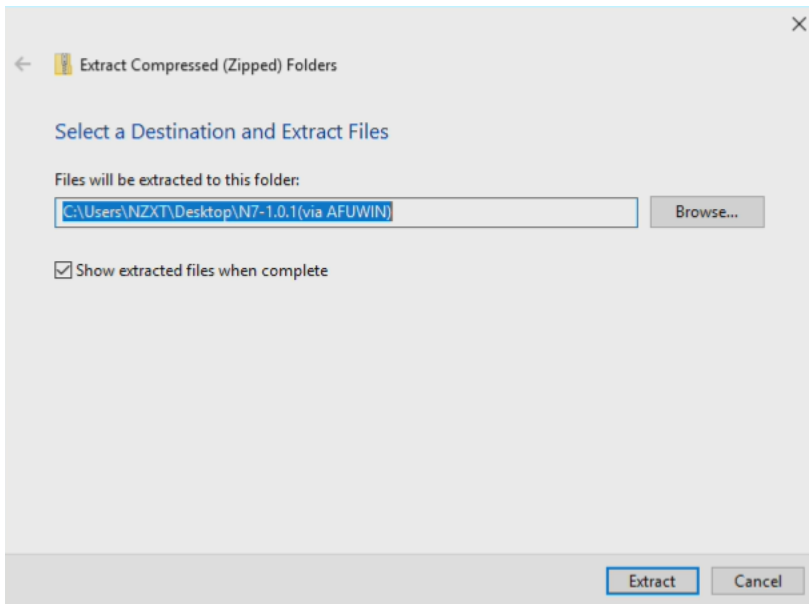 Extract Compressed (Zipped) Folders
Select a Destination and Extract Files
Files will be extracted to this folder:
C:\Users\NZXT\Desktop\N7-1.0.1(via AFUWIN)
Browse...
Show extracted files when complete
Extract
Cancel